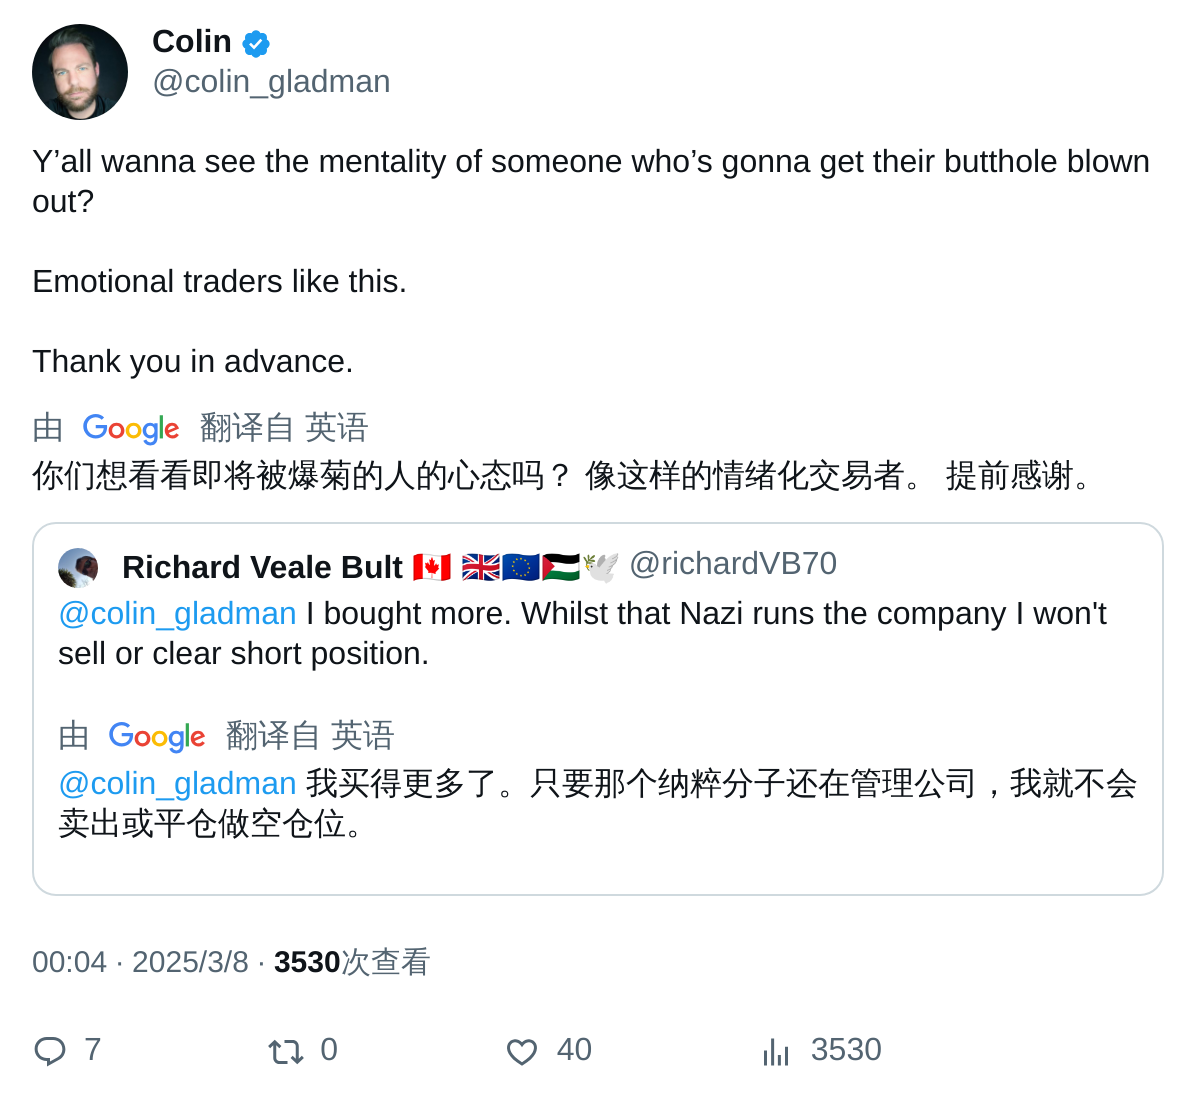 Colin
@colin_gladman
Y’all wanna see the mentality of someone who’s gonna get their butthole blown
out?
Emotional traders like this.
Thank you in advance.
由 Google 翻译自 英语
你们想看看即将被爆菊的人的心态吗？ 像这样的情绪化交易者。 提前感谢。
Richard Veale Bult 🇨🇦 🇬🇧🇪🇺🇵🇸🕊️ @richardVB70
@colin_gladman I bought more. Whilst that Nazi runs the company I won't
sell or clear short position.
由 Google 翻译自 英语
@colin_gladman 我买得更多了。只要那个纳粹分子还在管理公司，我就不会
卖出或平仓做空仓位。
00:04 · 2025/3/8 · 3530次查看
7 0 40 3530